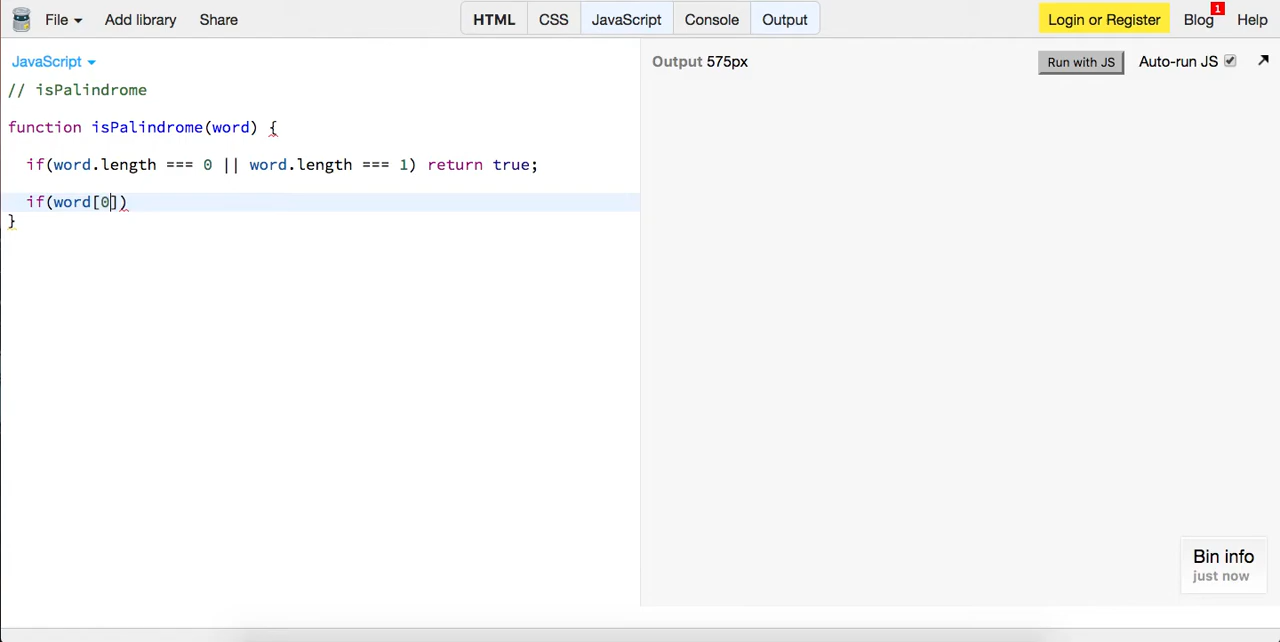 File Add library Share HTML CSS JavaScript Console Output Login or Register Blog 1 Help
JavaScript Output 575px Run with JS Auto-run JS
// isPalindrome
function isPalindrome(word) {
if(word.length === 0 || word.length === 1) return true;
if(word[0])
}
Bin info
just now